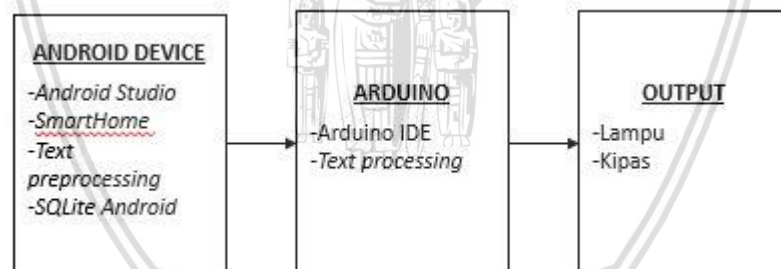 ANDROID DEVICE
-Android Studio
-SmartHome
-Text
preprocessing
-SQLite Android
ARDUINO
-Arduino IDE
-Text processing
OUTPUT
-Lampu
-Kipas